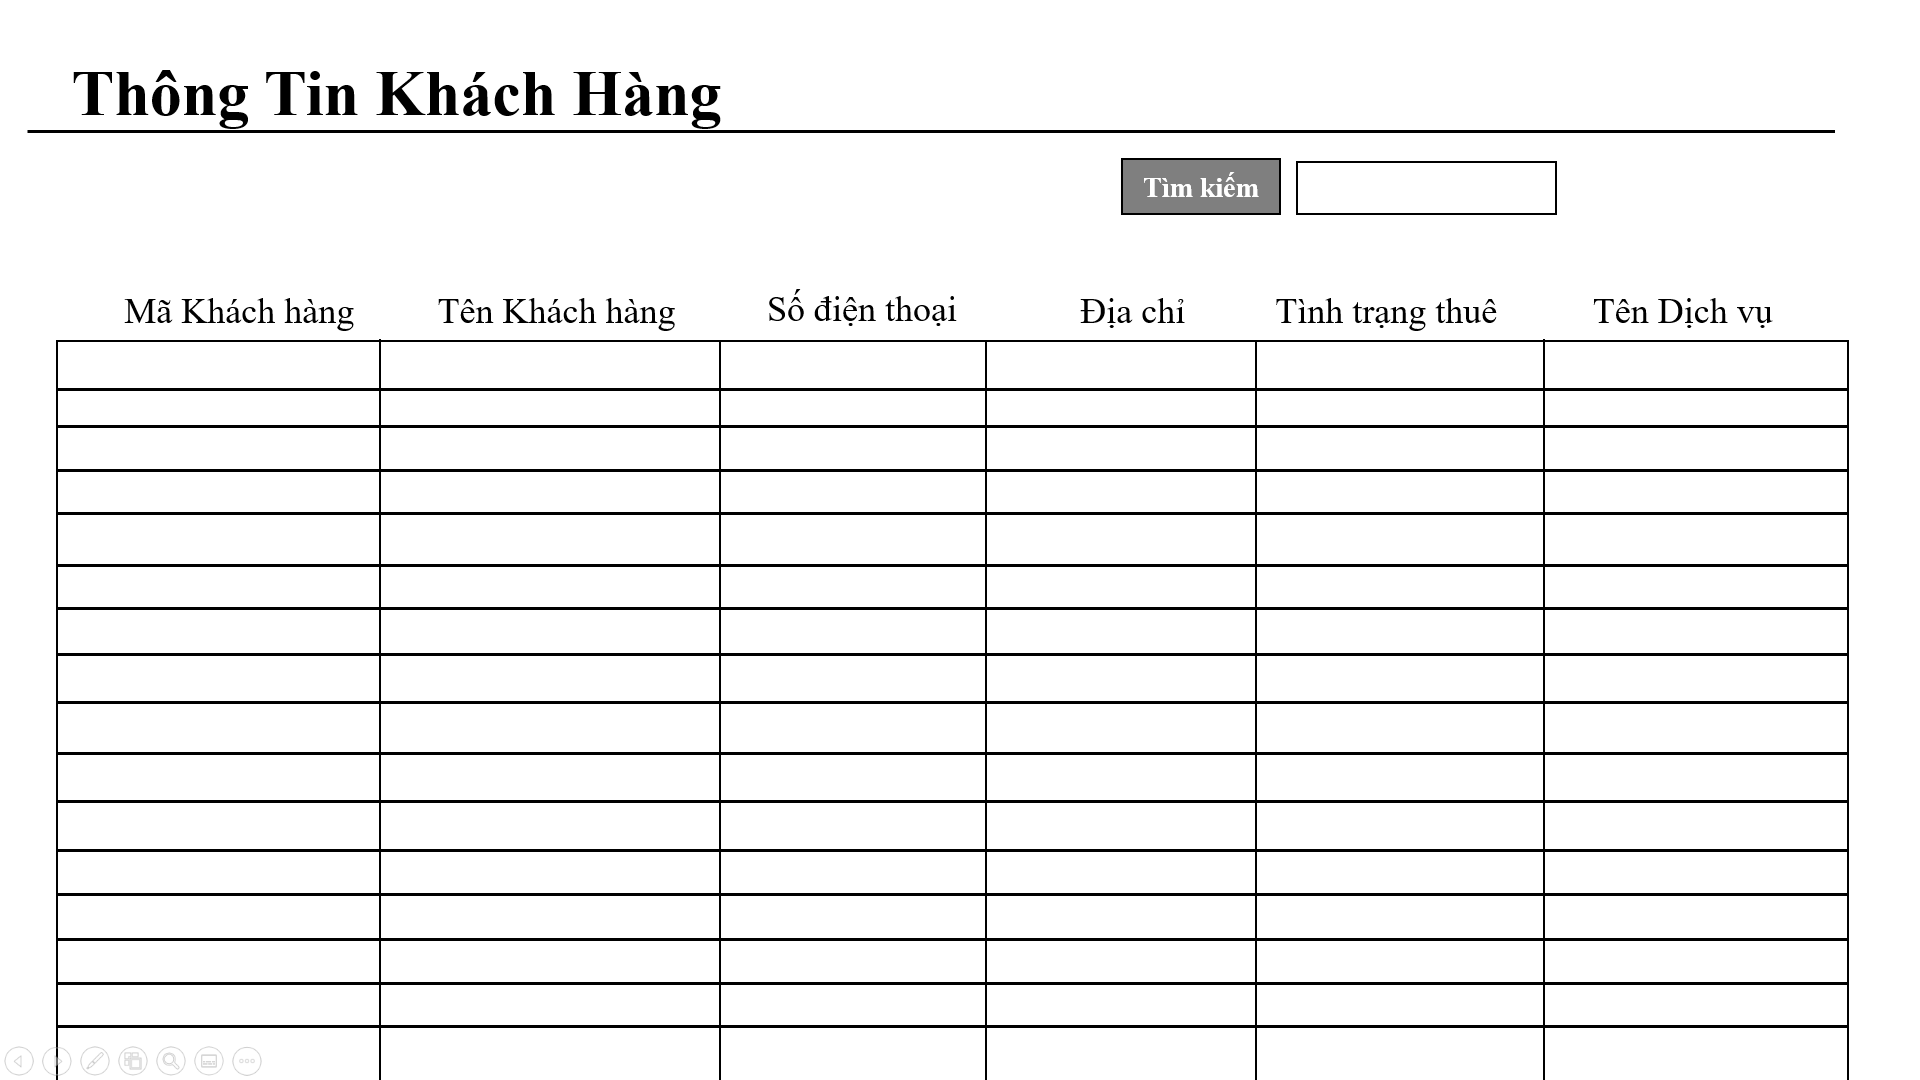 Thông Tin Khách Hàng
Tìm kiếm
Mã Khách hàng Tên Khách hàng Số điện thoại Địa chỉ Tình trạng thuê Tên Dịch vụ